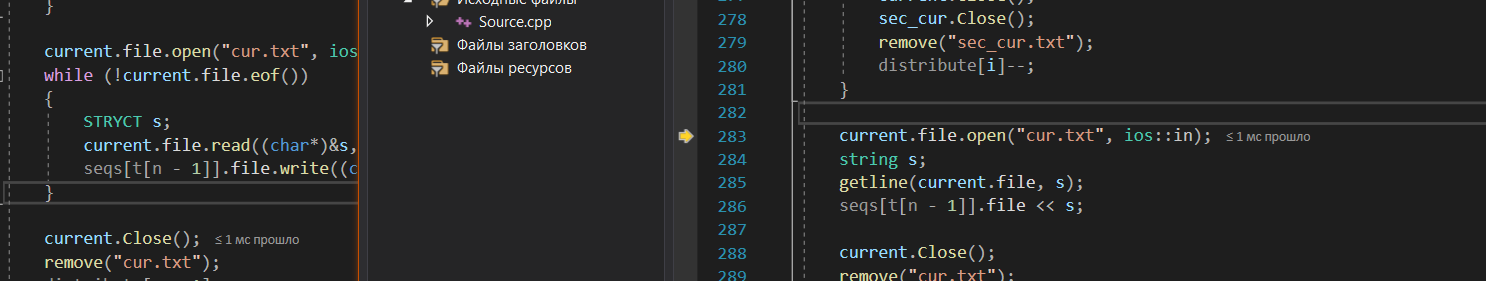 }
current.file.open("cur.txt", ios
while (!current.file.eof())
{
STRYCT s;
current.file.read((char*)&s,
seqs[t[n - 1]].file.write((c
}
current.Close(); ≤ 1 мс прошло
remove("cur.txt");
Исходные файлы
Source.cpp
Файлы заголовков
Файлы ресурсов
278 sec_cur.Close();
279 remove("sec_cur.txt");
280 distribute[i]--;
281 }
282
283 current.file.open("cur.txt", ios::in); ≤ 1 мс прошло
284 string s;
285 getline(current.file, s);
286 seqs[t[n - 1]].file << s;
287
288 current.Close();
289 remove("cur.txt");